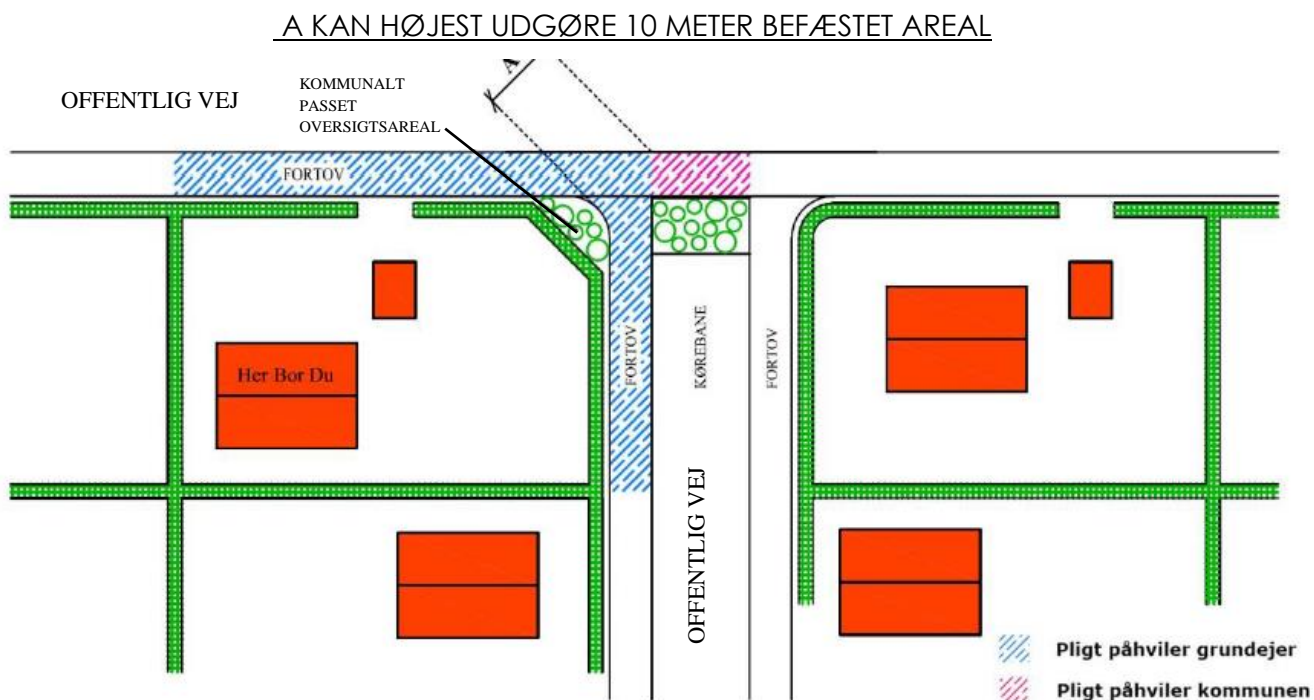 A KAN HØJEST UDGØRE 10 METER BEFÆSTET AREAL
OFFENTLIG VEJ
KOMMUNALT
PASSET
OVERSIGTSAREAL
A
FORTOV
Her Bor Du
FORTOV
KØREBANE
FORTOV
OFFENTLIG VEJ
Pligt påhviler grundejer
Pligt påhviler kommunen